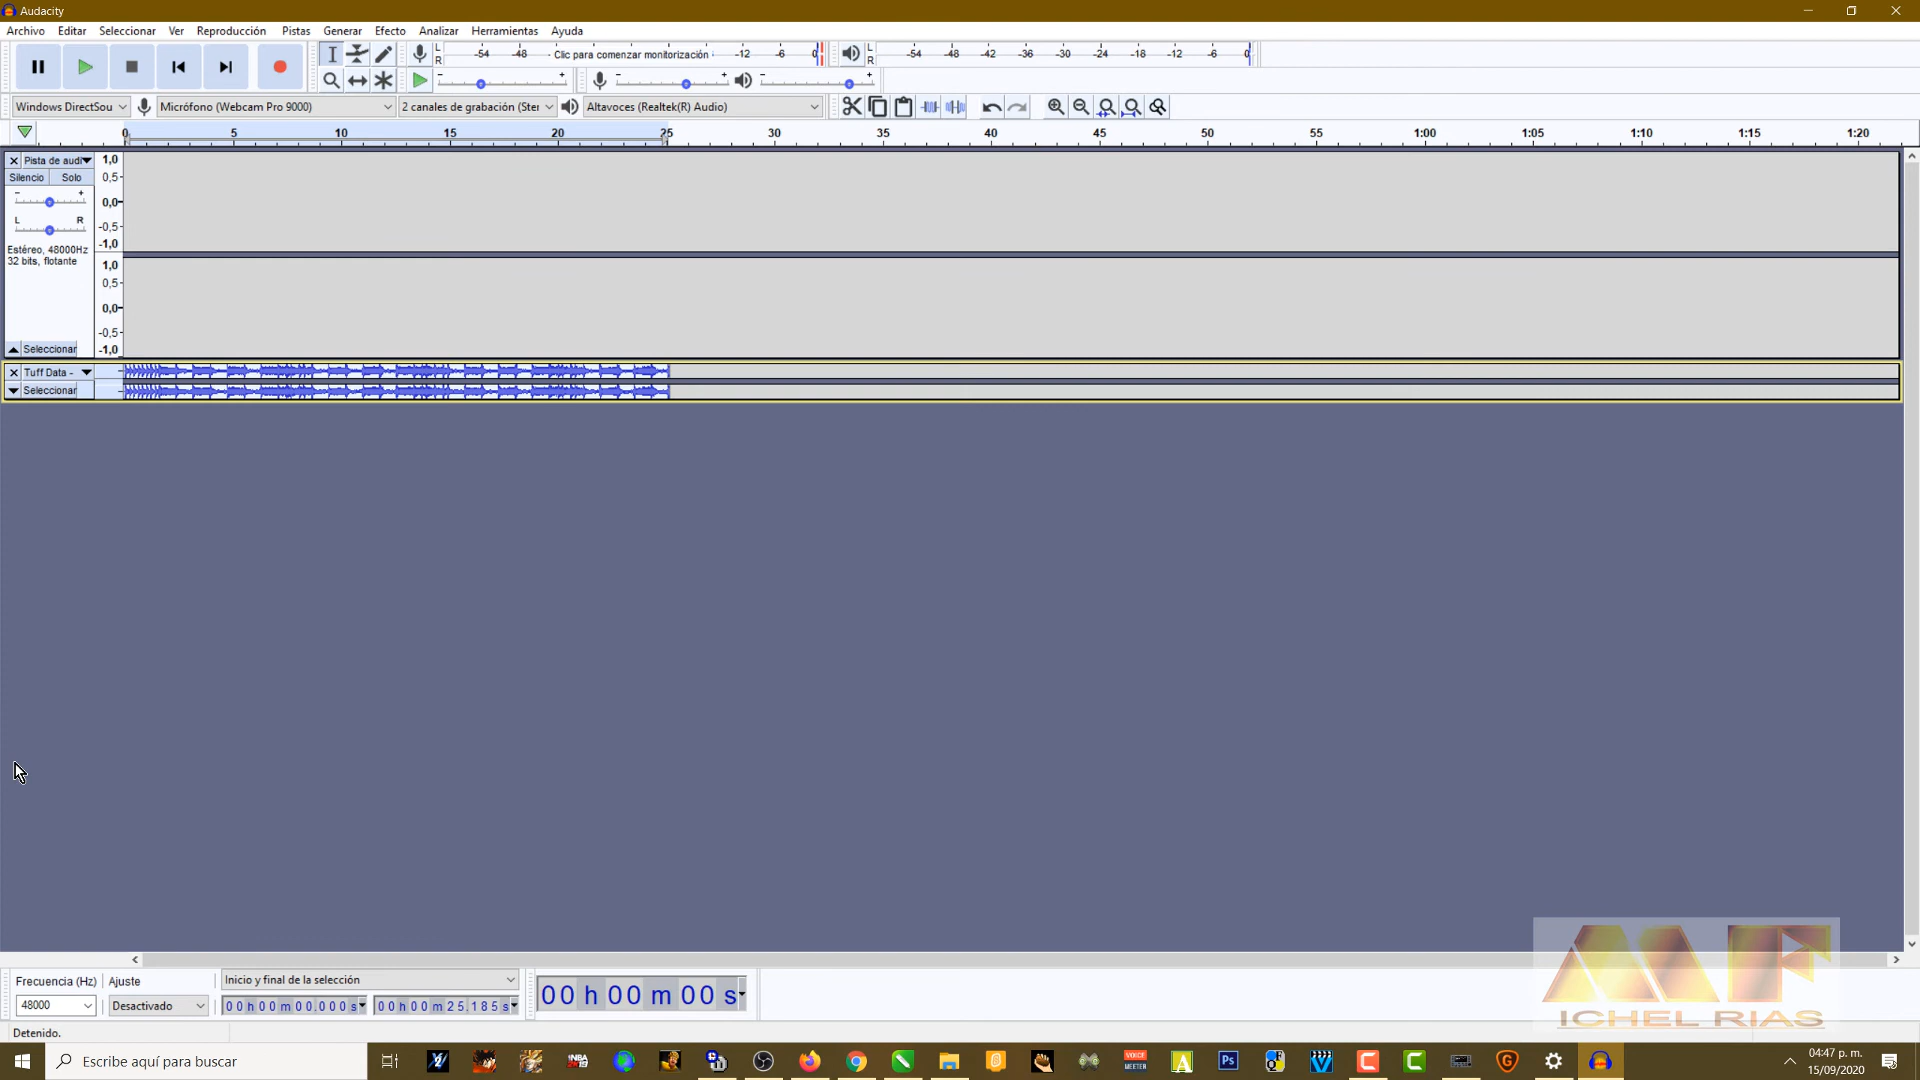 Audacity
Archivo Editar Seleccionar Ver Reproducción Pistas Generar Efecto Analizar Herramientas Ayuda
L R -54 -48 Clic para comenzar monitorización -12 -6 0 L R -54 -48 -42 -36 -30 -24 -18 -12 -6 0
Windows DirectSou Micrófono (Webcam Pro 9000) 2 canales de grabación (Ster Altavoces (Realtek(R) Audio)
0 5 10 15 20 25 30 35 40 45 50 55 1:00 1:05 1:10 1:15 1:20
Pista de audi 1,0
0,5
Silencio Solo
0,0
L R
-0,5
-1,0
Estéreo, 48000Hz
32 bits, flotante
1,0
0,5
0,0
-0,5
Seleccionar -1,0
Tuff Data -
Seleccionar
Frecuencia (Hz) Ajuste Inicio y final de la selección
48000 Desactivado 00 h 00 m 00.000 s 00 h 00 m 25.185 s 00 h 00 m 00 s
MF
ICHEL RIAS
Detenido.
Escribe aquí para buscar
VOICE MEETER
Ps
04:47 p. m.
15/09/2020